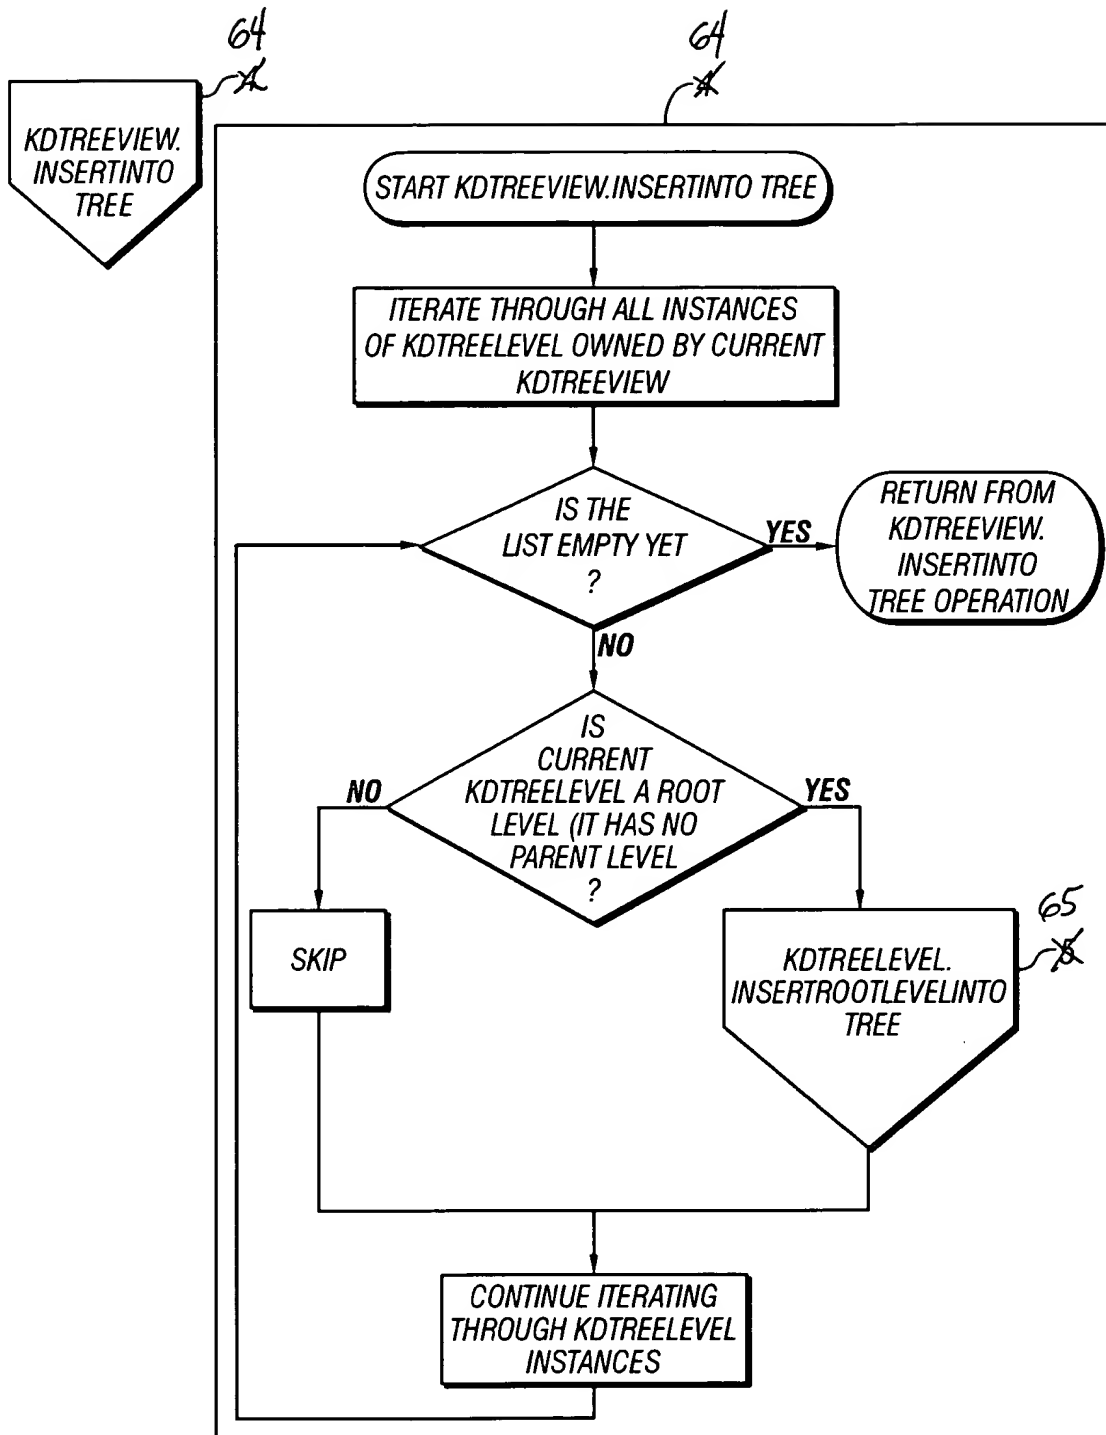 64
64
KDTREEVIEW.
INSERTINTO
TREE
START KDTREEVIEW.INSERTINTO TREE
ITERATE THROUGH ALL INSTANCES
OF KDTREELEVEL OWNED BY CURRENT
KDTREEVIEW
IS THE
LIST EMPTY YET
?
YES
RETURN FROM
KDTREEVIEW.
INSERTINTO
TREE OPERATION
NO
IS
CURRENT
KDTREELEVEL A ROOT
LEVEL (IT HAS NO
PARENT LEVEL
?
NO
YES
SKIP
65
KDTREELEVEL.
INSERTROOTLEVELINTO
TREE
CONTINUE ITERATING
THROUGH KDTREELEVEL
INSTANCES